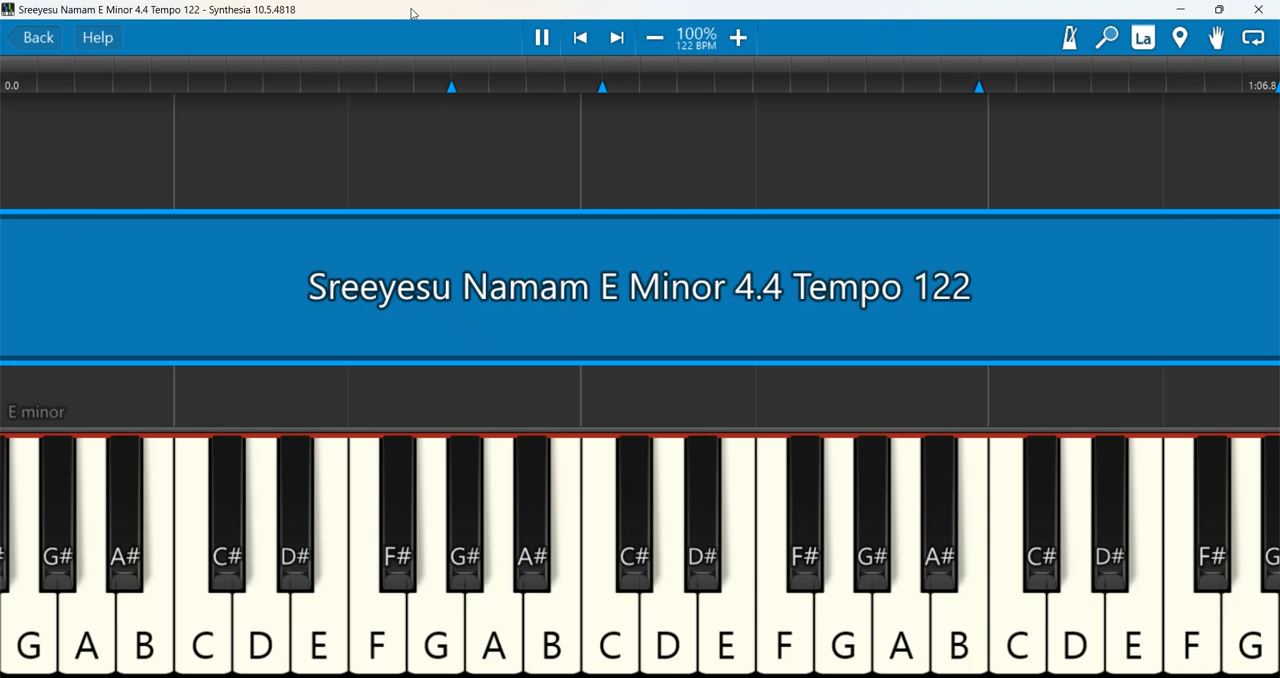 Sreeyesu Namam E Minor 4.4 Tempo 122 - Synthesia 10.5.4818
Back Help 100% La
122 BPM
0.0 1:06.8
Sreeyesu Namam E Minor 4.4 Tempo 122
E minor
G# A# C# D# F# G# A# C# D# F# G# A# C# D# F# G
G A B C D E F G A B C D E F G A B C D E F G